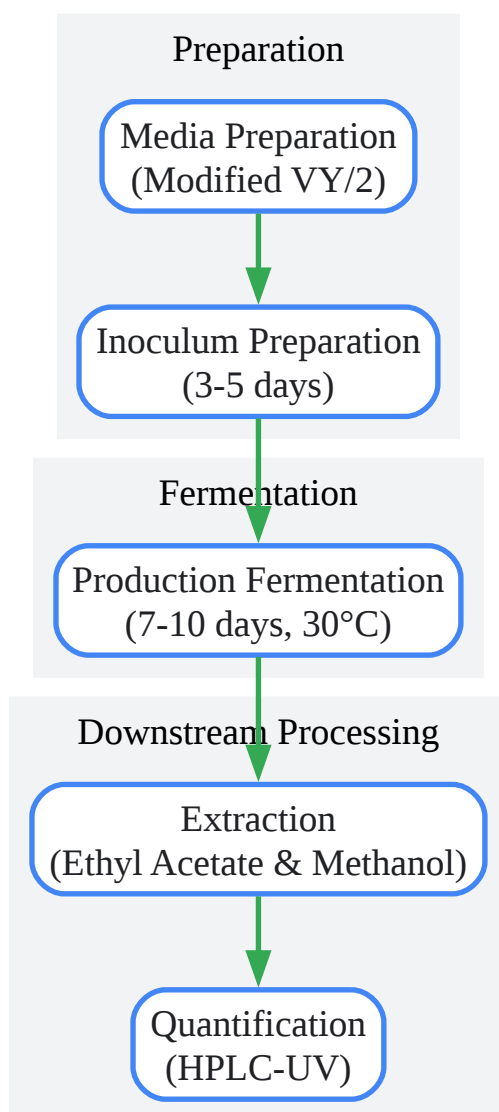 Preparation
Media Preparation
(Modified VY/2)
Inoculum Preparation
(3-5 days)
Fermentation
Production Fermentation
(7-10 days, 30°C)
Downstream Processing
Extraction
(Ethyl Acetate & Methanol)
Quantification
(HPLC-UV)